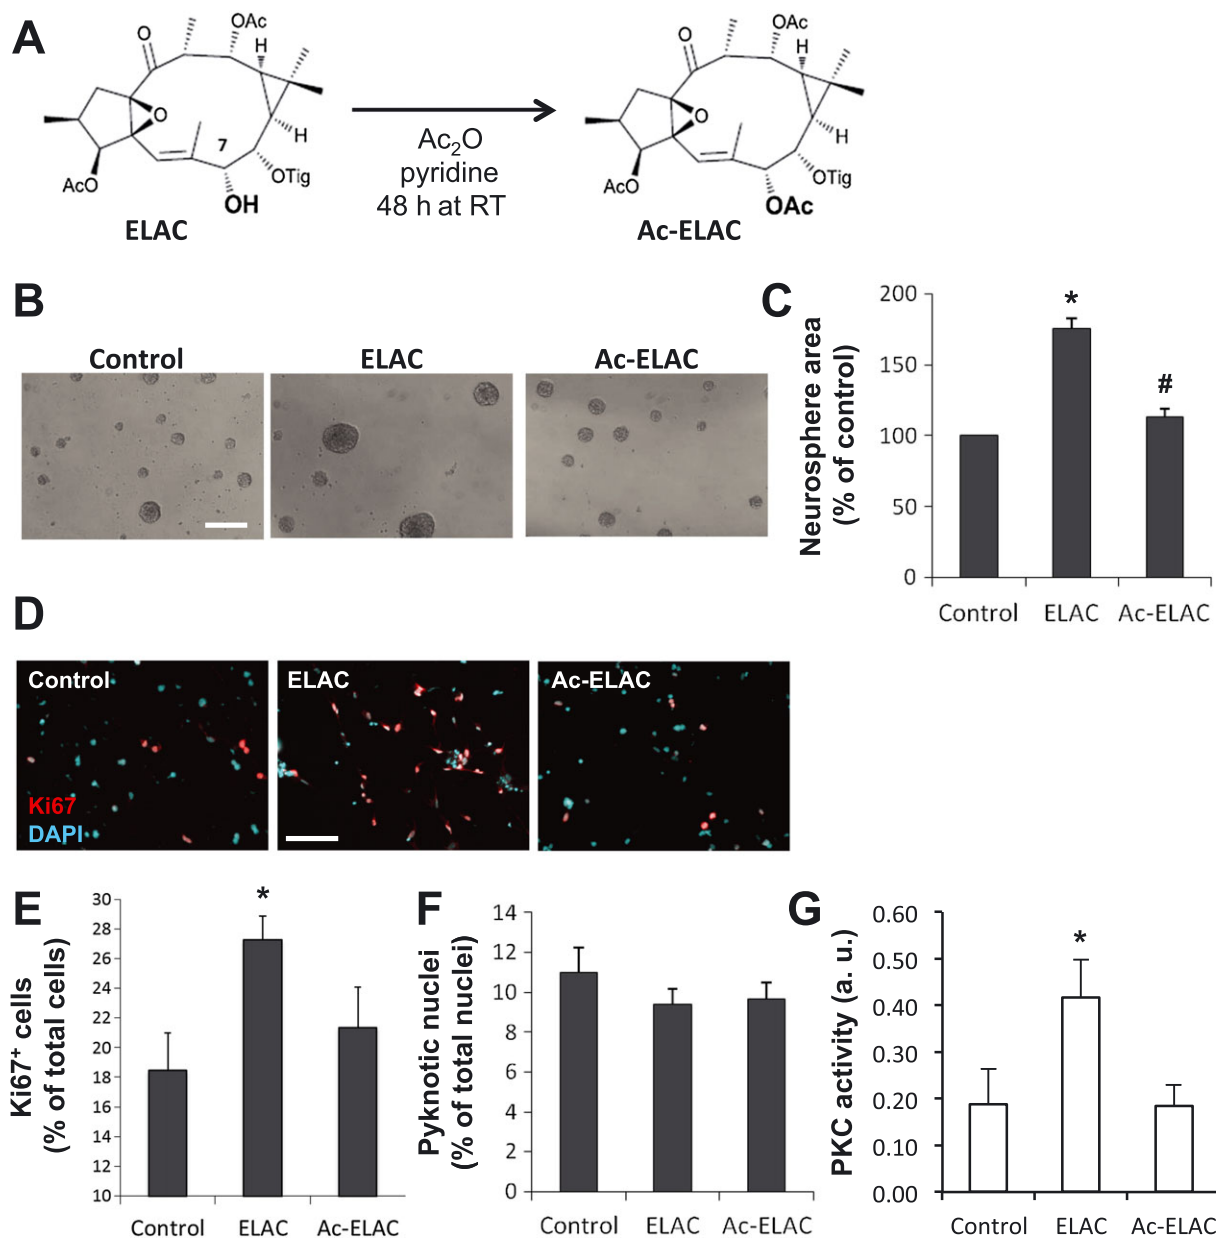 A
O
OAc
H
O
7
H
OTig
AcO
OH
ELAC
Ac₂O
pyridine
48 h at RT
O
OAc
H
O
H
OTig
AcO
OAc
Ac-ELAC
B
Control
ELAC
Ac-ELAC
C
Neurosphere area
(% of control)
200
150
100
50
0
*
#
Control
ELAC
Ac-ELAC
D
Control
Ki67
DAPI
ELAC
Ac-ELAC
E
Ki67⁺ cells
(% of total cells)
30
28
26
24
22
20
18
16
14
12
10
*
Control
ELAC
Ac-ELAC
F
Pyknotic nuclei
(% of total nuclei)
14
12
10
8
6
4
2
0
Control
ELAC
Ac-ELAC
G
PKC activity (a. u.)
0.60
0.50
0.40
0.30
0.20
0.10
0.00
*
Control
ELAC
Ac-ELAC